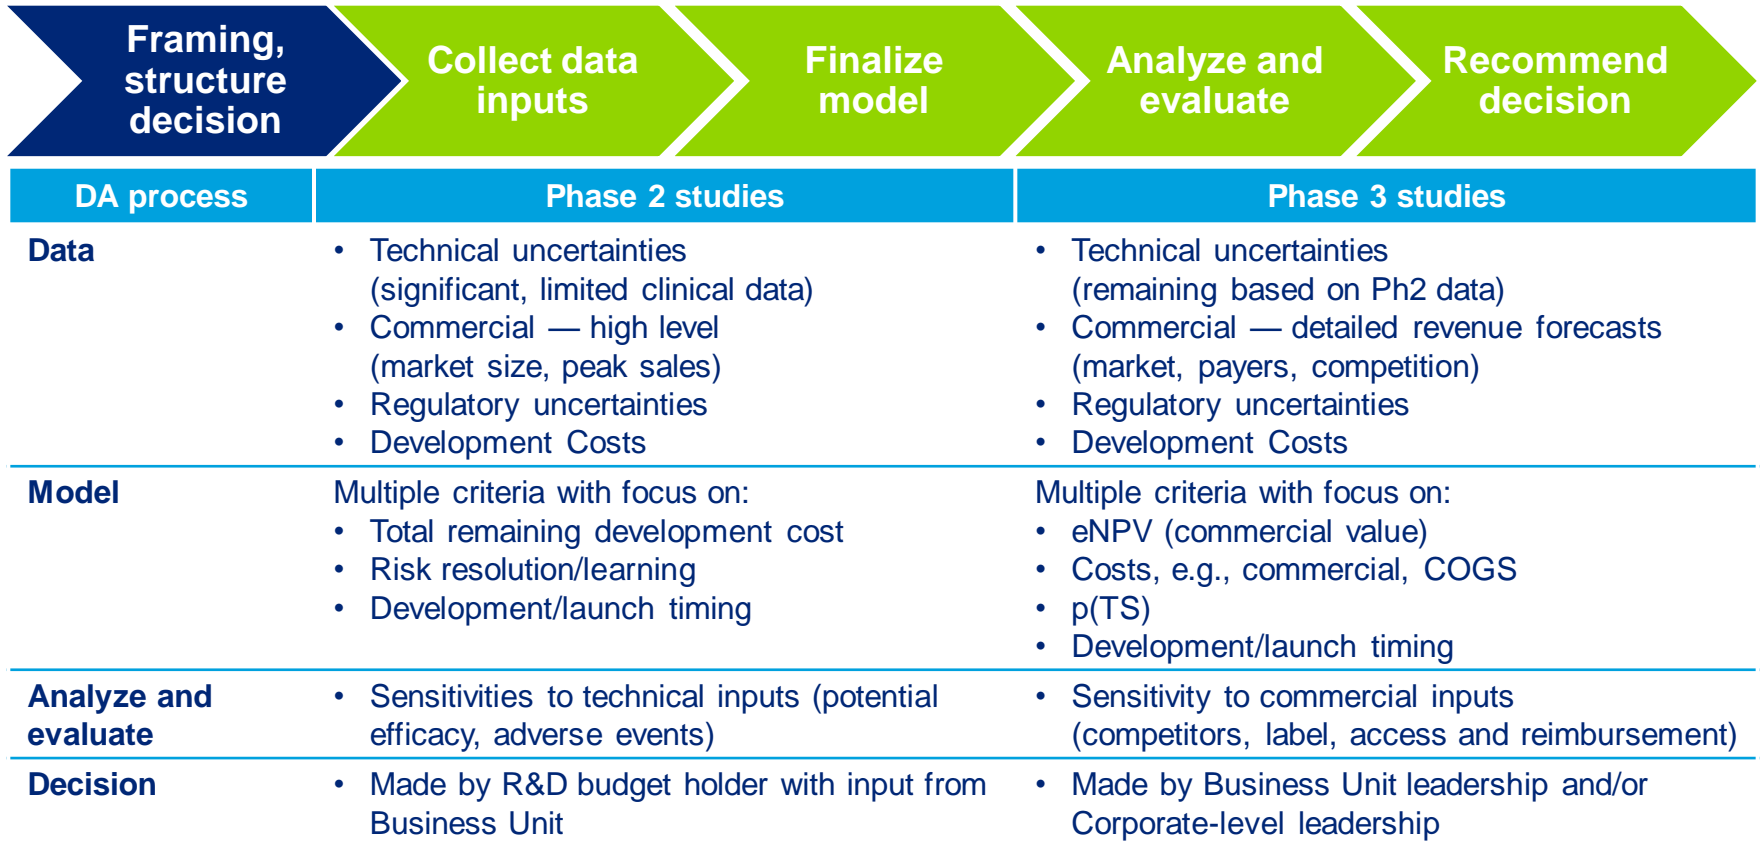 Framing,
structure
decision
Collect data
inputs
Finalize
model
Analyze and
evaluate
Recommend
decision
DA process
Phase 2 studies
Phase 3 studies
Data
• Technical uncertainties
(significant, limited clinical data)
• Commercial — high level
(market size, peak sales)
• Regulatory uncertainties
• Development Costs
• Technical uncertainties
(remaining based on Ph2 data)
• Commercial — detailed revenue forecasts
(market, payers, competition)
• Regulatory uncertainties
• Development Costs
Model
Multiple criteria with focus on:
• Total remaining development cost
• Risk resolution/learning
• Development/launch timing
Multiple criteria with focus on:
• eNPV (commercial value)
• Costs, e.g., commercial, COGS
• p(TS)
• Development/launch timing
Analyze and
evaluate
• Sensitivities to technical inputs (potential
efficacy, adverse events)
• Sensitivity to commercial inputs
(competitors, label, access and reimbursement)
Decision
• Made by R&D budget holder with input from
Business Unit
• Made by Business Unit leadership and/or
Corporate-level leadership